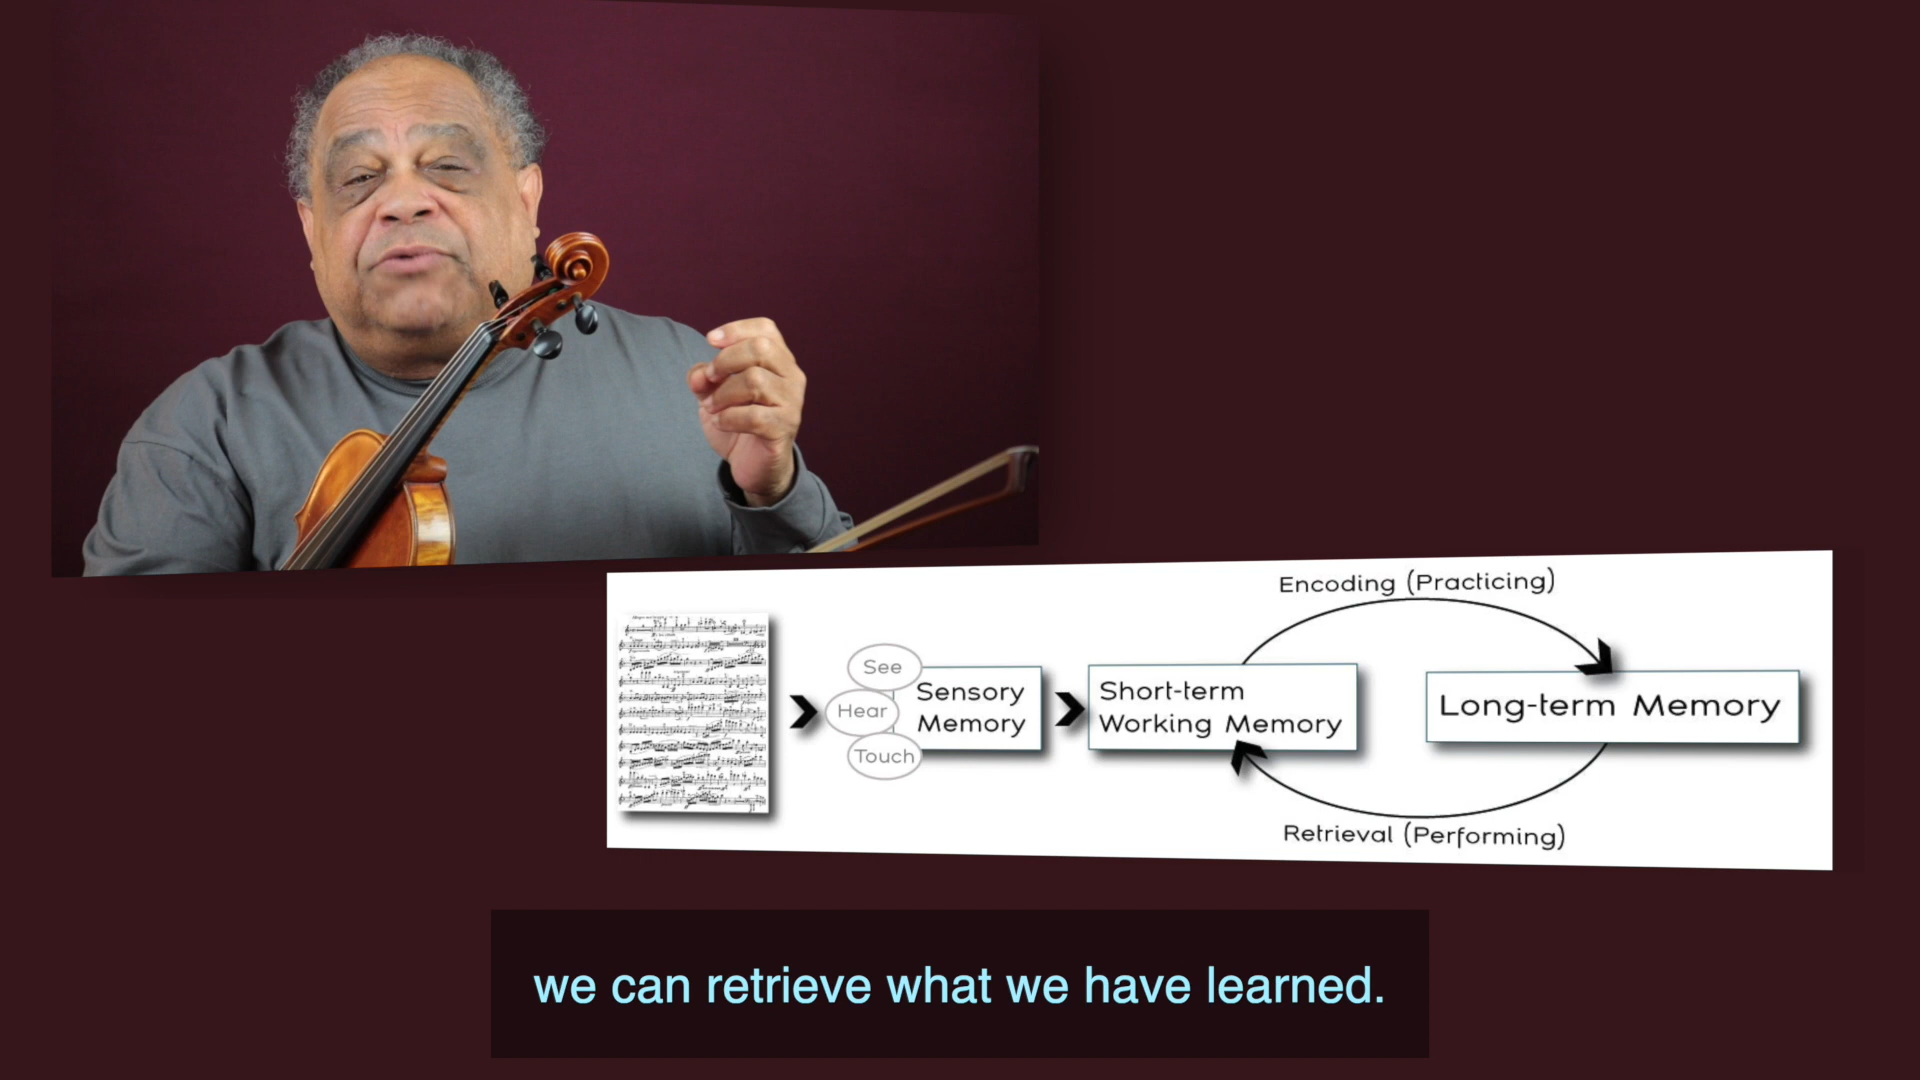 Encoding (Practicing)
See
Hear
Touch
Sensory
Memory
Short-term
Working Memory
Long-term Memory
Retrieval (Performing)
we can retrieve what we have learned.